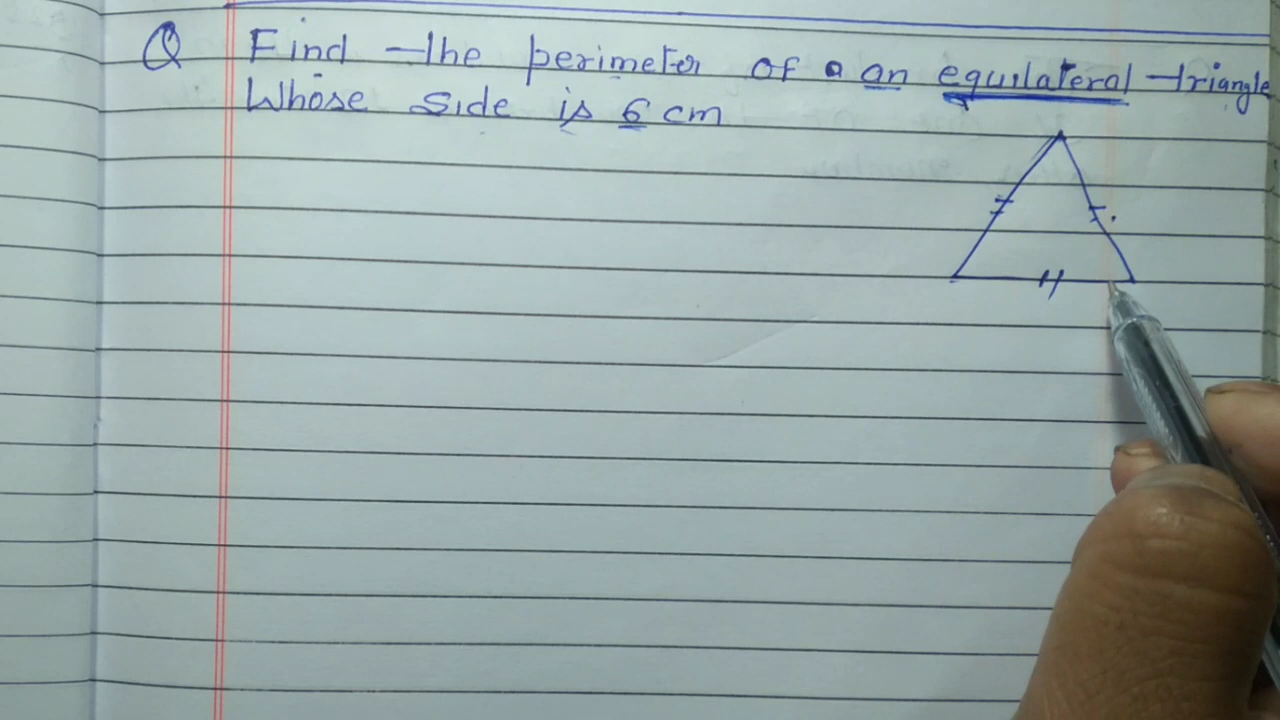 Q Find the perimeter of an equilateral triangle
Whose side is 6 cm